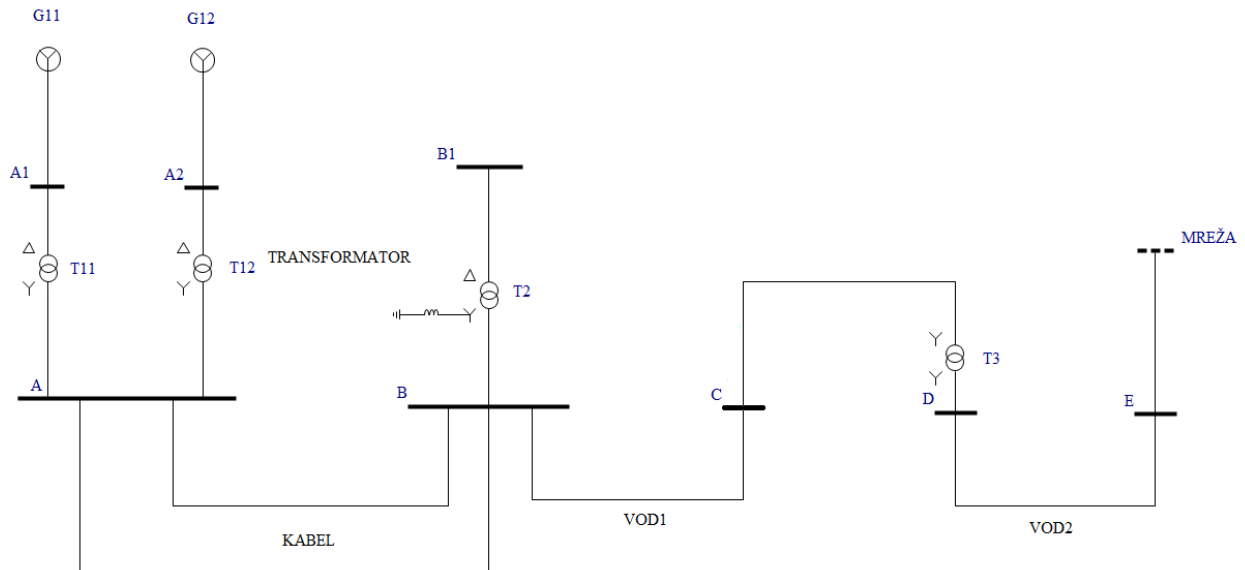 G11
G12
A1
A2
B1
T11
T12
TRANSFORMATOR
T2
MREŽA
T3
A
B
C
D
E
KABEL
VOD1
VOD2